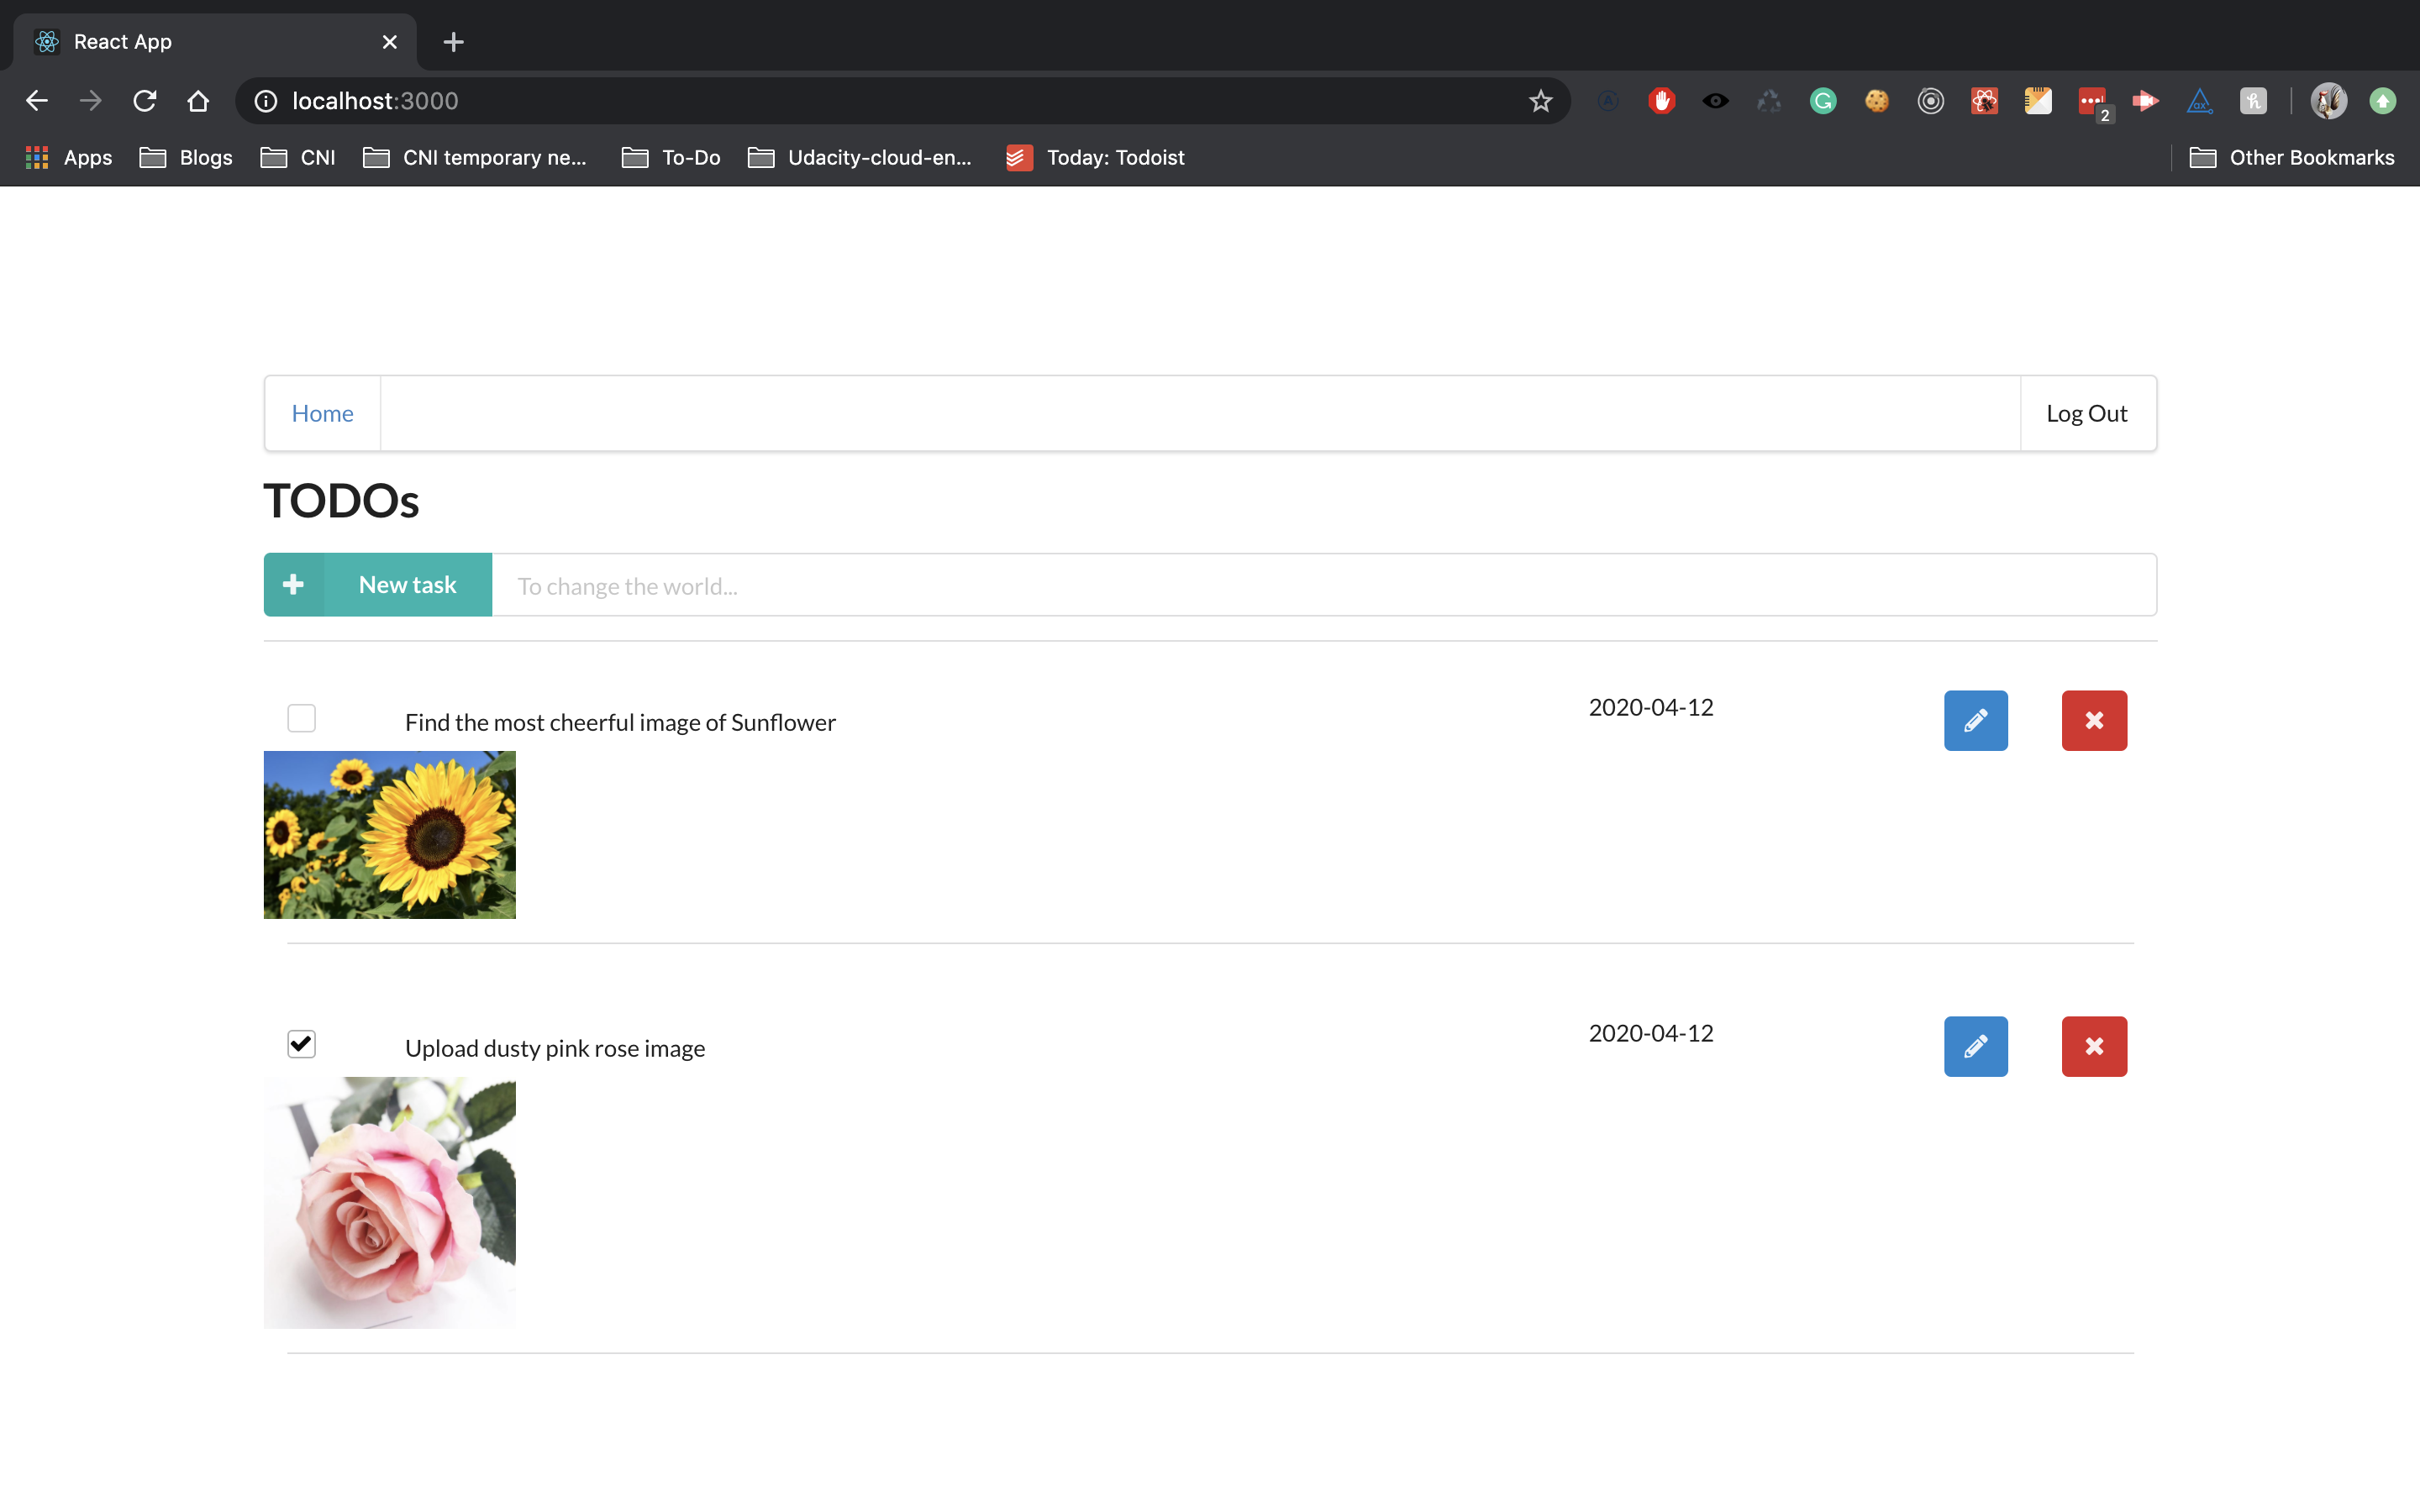 React App
localhost:3000
2
Apps Blogs CNI CNI temporary ne... To-Do Udacity-cloud-en... Today: Todoist Other Bookmarks
Home Log Out
TODOs
New task To change the world...
Find the most cheerful image of Sunflower 2020-04-12
Upload dusty pink rose image 2020-04-12